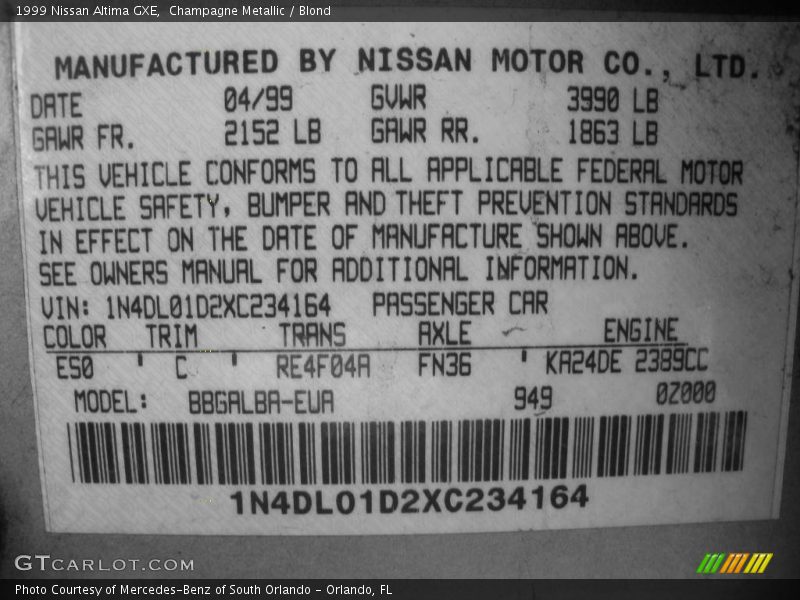 1999 Nissan Altima GXE, Champagne Metallic / Blond
MANUFACTURED BY NISSAN MOTOR CO., LTD.
DATE 04/99 GVWR 3990 LB
GAWR FR. 2152 LB GAWR RR. 1863 LB
THIS VEHICLE CONFORMS TO ALL APPLICABLE FEDERAL MOTOR
VEHICLE SAFETY, BUMPER AND THEFT PREVENTION STANDARDS
IN EFFECT ON THE DATE OF MANUFACTURE SHOWN ABOVE.
SEE OWNERS MANUAL FOR ADDITIONAL INFORMATION.
VIN: 1N4DL01D2XC234164 PASSENGER CAR
COLOR TRIM TRANS AXLE ENGINE
ES0 C RE4F04A FN36 KA24DE 2389CC
MODEL: BBGALBA-EUA 949 0Z000
1N4DL01D2XC234164
GTCARLOT.COM
Photo Courtesy of Mercedes-Benz of South Orlando - Orlando, FL